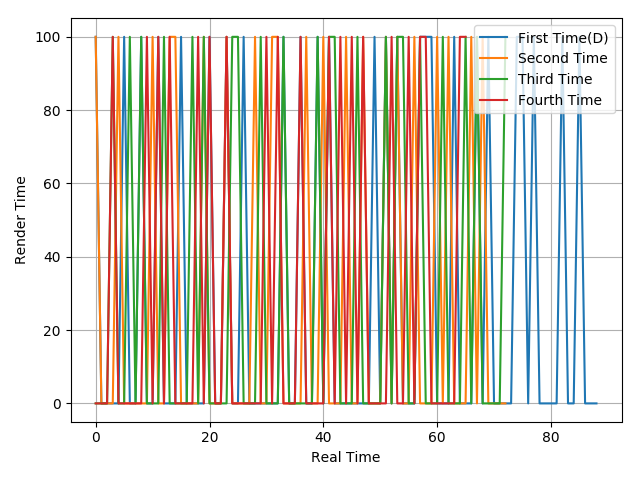 100
80
60
40
20
0
Render Time
First Time(D)
Second Time
Third Time
Fourth Time
0 20 40 60 80
Real Time